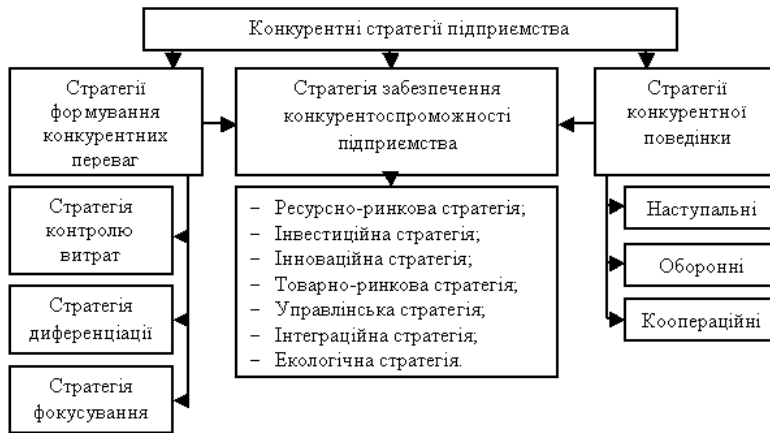 Конкурентні стратегії підприємства
Стратегії
формування
конкурентних
переваг
Стратегія забезпечення
конкурентоспроможності
підприємства
Стратегії
конкурентної
поведінки
Стратегія
контролю
витрат
Стратегія
диференціації
Стратегія
фокусування
– Ресурсно-ринкова стратегія;
– Інвестиційна стратегія;
– Інноваційна стратегія;
– Товарно-ринкова стратегія;
– Управлінська стратегія;
– Інтеграційна стратегія;
– Екологічна стратегія.
Наступальні
Оборонні
Коопераційні